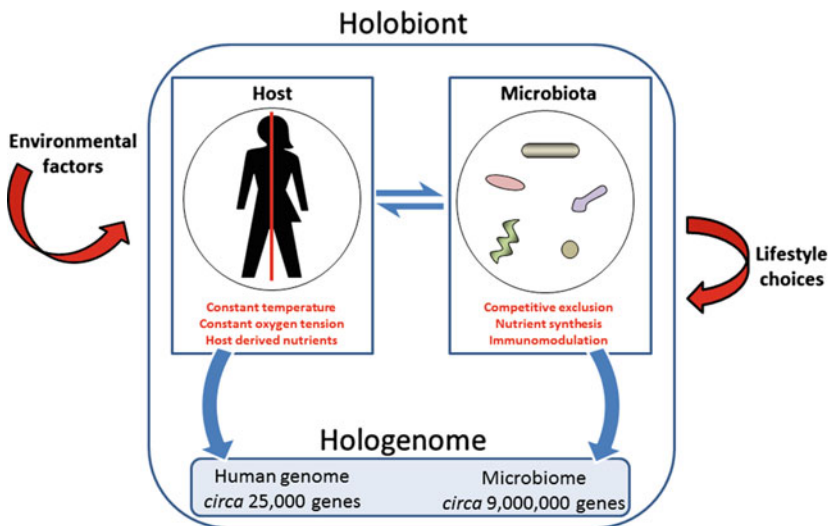 Holobiont
Host
Microbiota
Environmental
factors
Lifestyle
choices
Constant temperature
Constant oxygen tension
Host derived nutrients
Competitive exclusion
Nutrient synthesis
Immunomodulation
Hologenome
Human genome
circa 25,000 genes
Microbiome
circa 9,000,000 genes